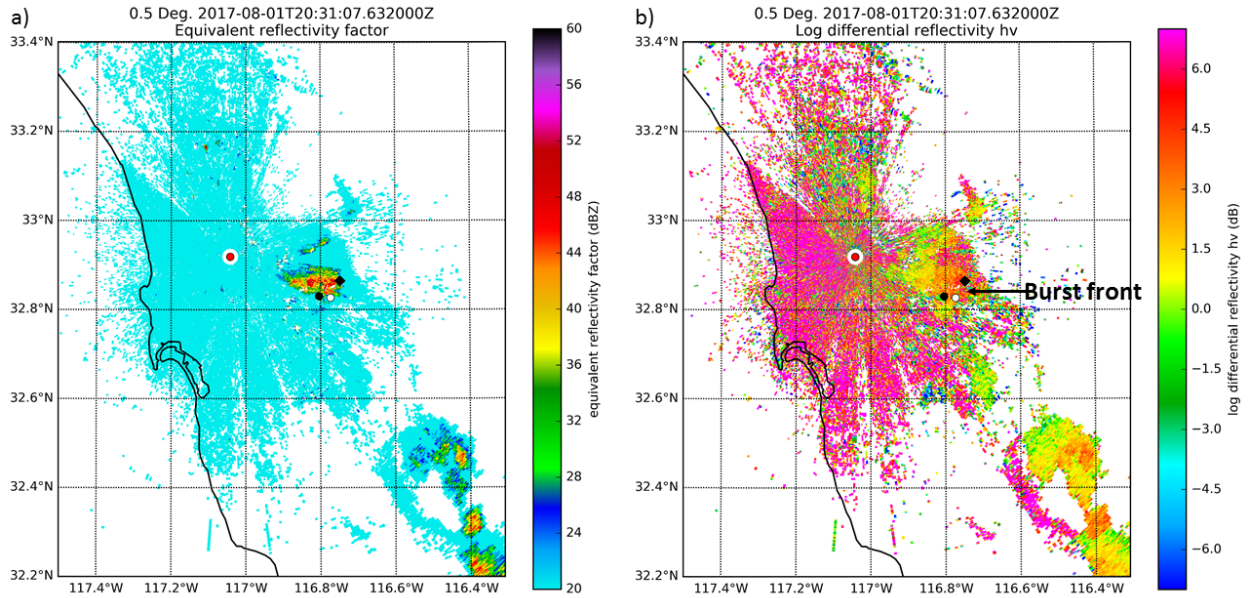 a)
0.5 Deg. 2017-08-01T20:31:07.632000Z
Equivalent reflectivity factor
33.4°N
33.2°N
33°N
32.8°N
32.6°N
32.4°N
32.2°N
117.4°W 117.2°W 117°W 116.8°W 116.6°W 116.4°W
60
56
52
48
44
40
36
32
28
24
20
equivalent reflectivity factor (dBZ)
b)
0.5 Deg. 2017-08-01T20:31:07.632000Z
Log differential reflectivity hv
33.4°N
33.2°N
33°N
32.8°N
32.6°N
32.4°N
32.2°N
117.4°W 117.2°W 117°W 116.8°W 116.6°W 116.4°W
Burst front
6.0
4.5
3.0
1.5
0.0
−1.5
−3.0
−4.5
−6.0
log differential reflectivity hv (dB)